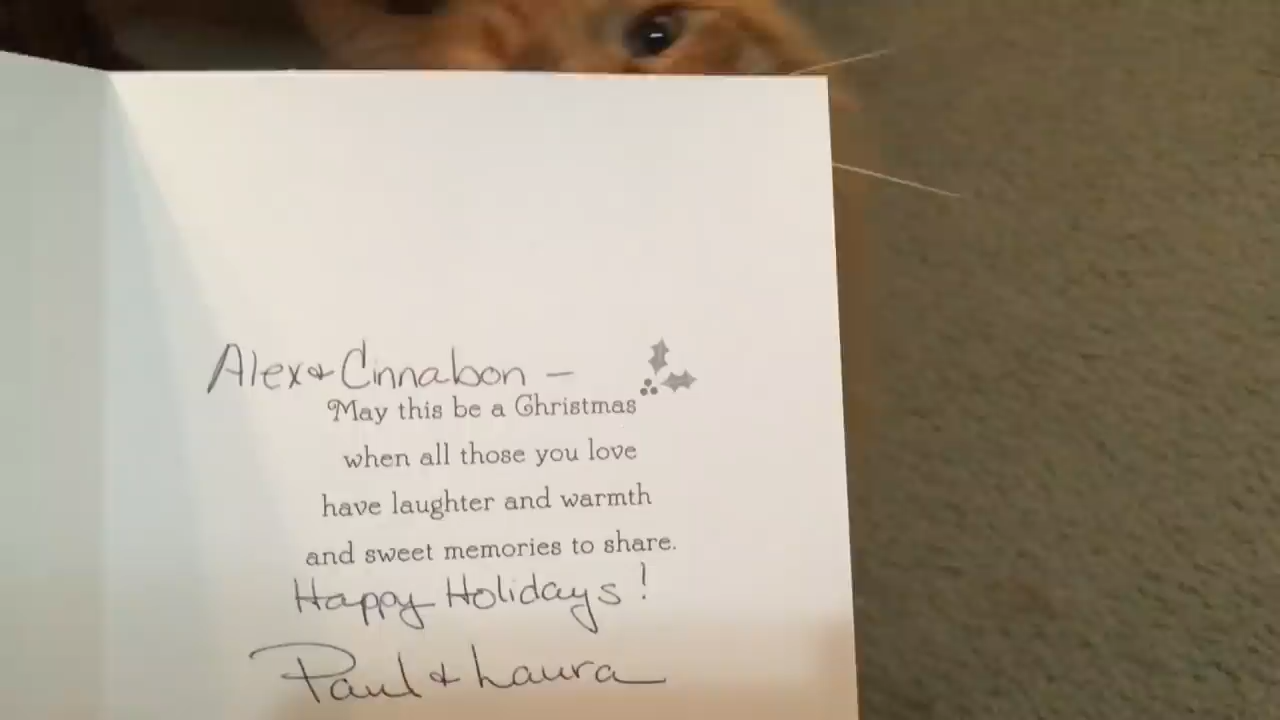 Alex & Cinnabon –
May this be a Christmas
when all those you love
have laughter and warmth
and sweet memories to share.
Happy Holidays!
Paul & Laura